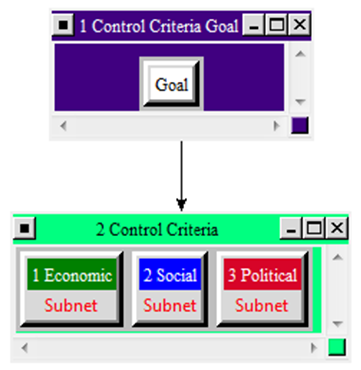 1 Control Criteria Goal
Goal
2 Control Criteria
1 Economic 2 Social 3 Political
Subnet Subnet Subnet